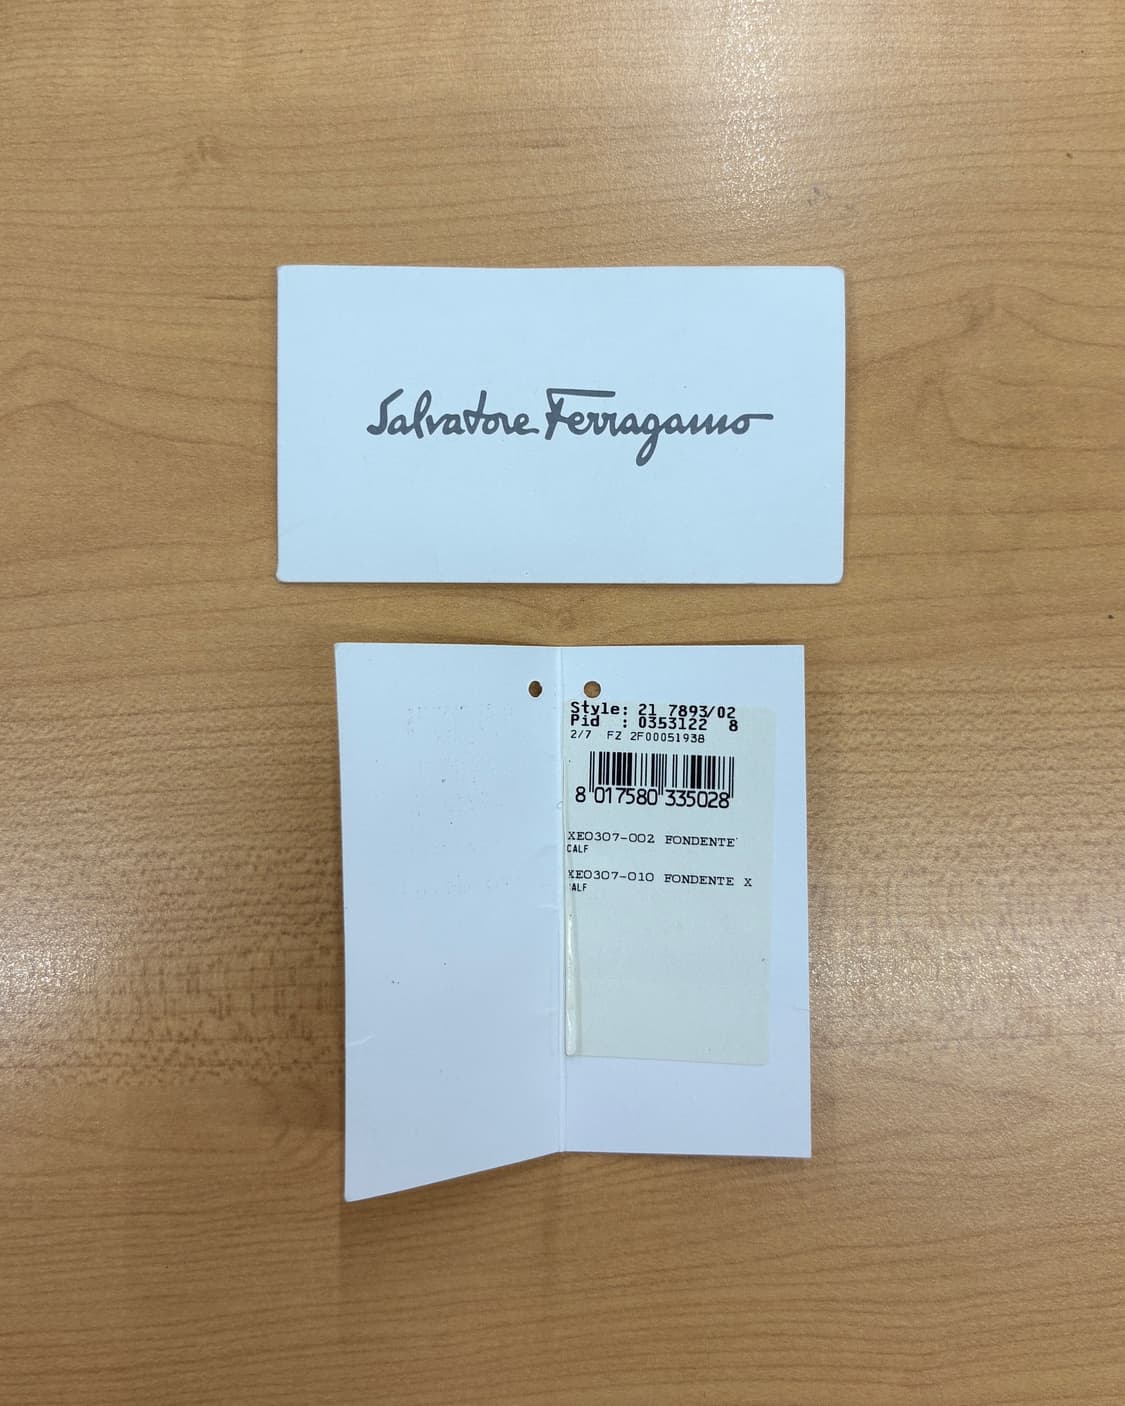 Salvatore Ferragamo
Style: 21 7893/02
Pid : 0353122 8
2/7 FZ 2F00051938
8 017580 335028
XE0307-002 FONDENTE
CALF
XE0307-010 FONDENTE X
ALF